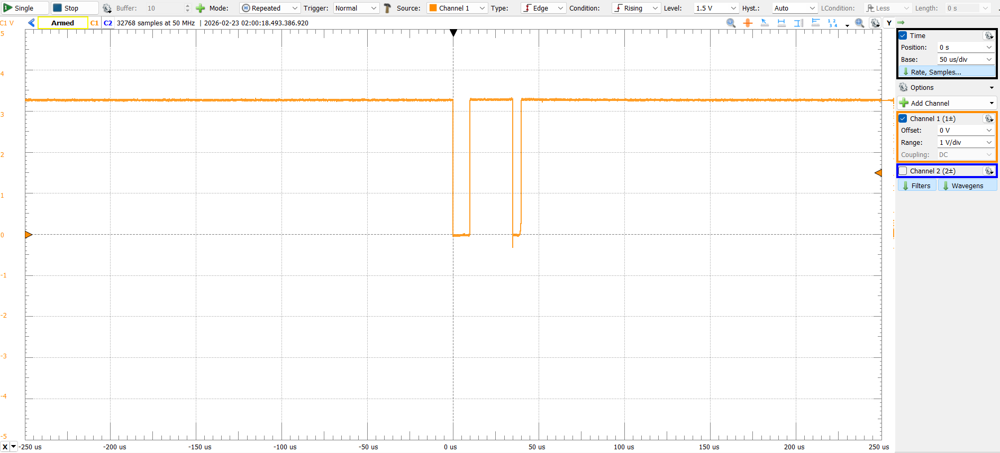 Single Stop Buffer: 10 Mode: Repeated Trigger: Normal Source: Channel 1 Type: Edge Condition: Rising Level: 1.5 V Hyst.: Auto LCondition: Less Length: 0 s
C1 V Armed C1 C2 32768 samples at 50 MHz | 2026-02-23 02:00:18.493.386.920 Y
5
4
3
2
1
0
-1
-2
-3
-4
-5
X -250 us -200 us -150 us -100 us -50 us 0 us 50 us 100 us 150 us 200 us 250 us
Time
Position: 0 s
Base: 50 us/div
Rate, Samples...
Options
Add Channel
Channel 1 (1±)
Offset: 0 V
Range: 1 V/div
Coupling: DC
Channel 2 (2±)
Filters Wavegens